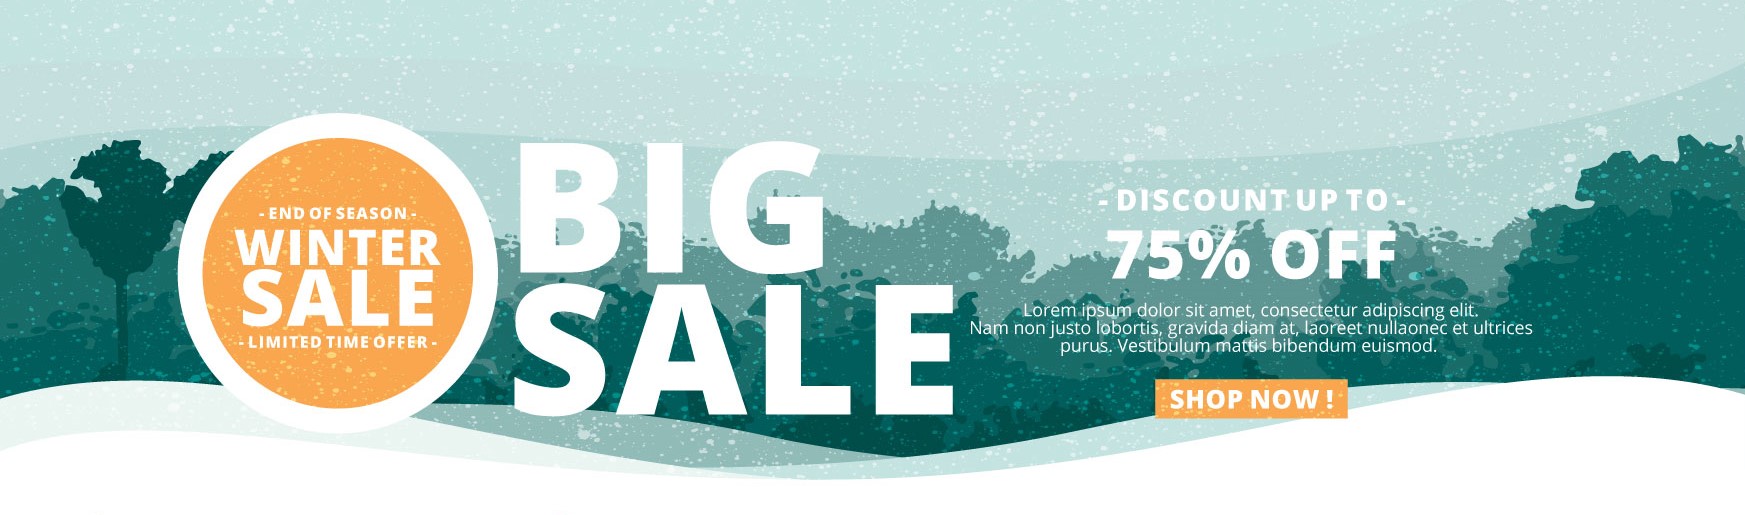 - END OF SEASON -
WINTER
SALE
- LIMITED TIME OFFER -
BIG
SALE
- DISCOUNT UP TO -
75% OFF
Lorem ipsum dolor sit amet, consectetur adipiscing elit.
Nam non justo lobortis, gravida diam at, laoreet nullaonec et ultrices
purus. Vestibulum mattis bibendum euismod.
SHOP NOW !